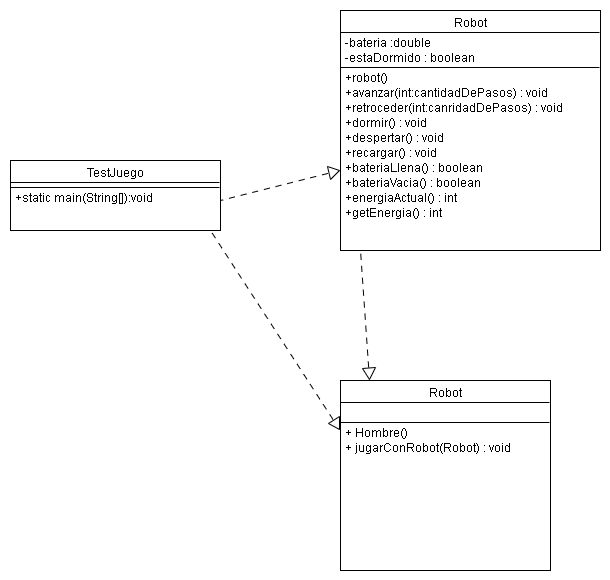 Robot
-bateria :double
-estaDormido : boolean
+robot()
+avanzar(int:cantidadDePasos) : void
+retroceder(int:canridadDePasos) : void
+dormir() : void
+despertar() : void
+recargar() : void
+bateriaLlena() : boolean
+bateriaVacia() : boolean
+energiaActual() : int
+getEnergia() : int
TestJuego
+static main(String[]):void
Robot
+ Hombre()
+ jugarConRobot(Robot) : void